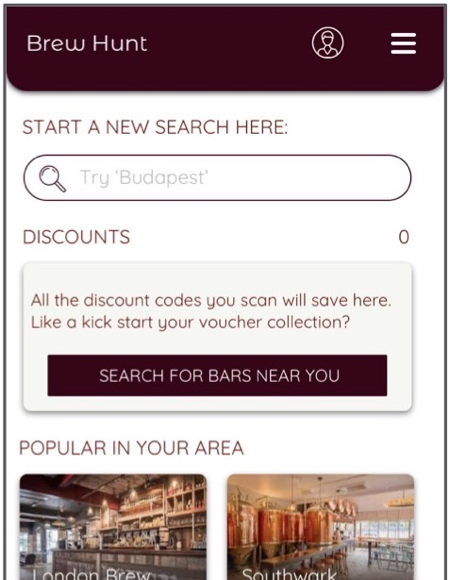 Brew Hunt
START A NEW SEARCH HERE:
Try ‘Budapest’
DISCOUNTS 0
All the discount codes you scan will save here.
Like a kick start your voucher collection?
SEARCH FOR BARS NEAR YOU
POPULAR IN YOUR AREA
London Brew Southwark